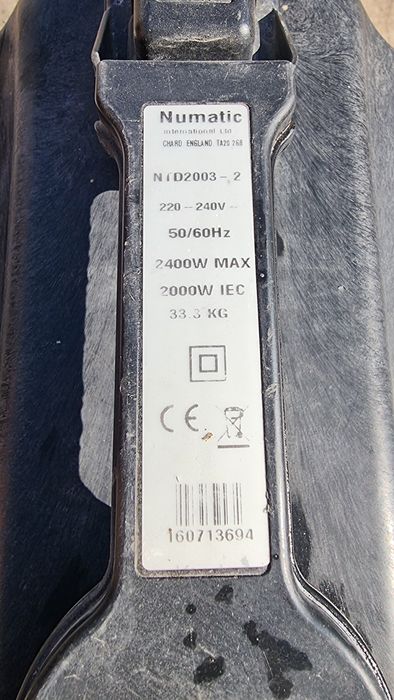 Numatic
International Ltd
CHARD ENGLAND TA20 2GB
NTD2003-2
220-240V~
50/60Hz
2400W MAX
2000W IEC
33.3 KG
CE
160713694